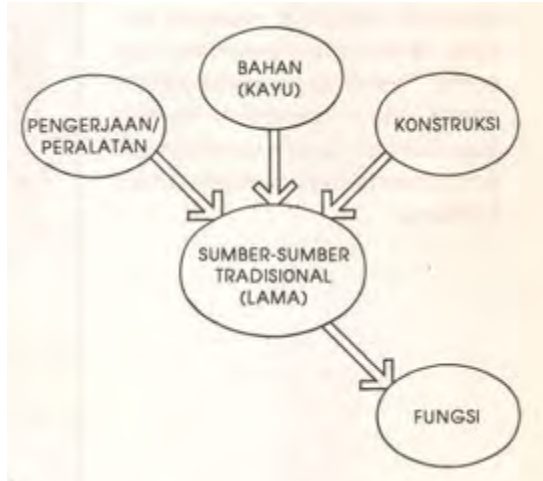 BAHAN
(KAYU)
PENGERJAAN/
PERALATAN
KONSTRUKSI
SUMBER-SUMBER
TRADISIONAL
(LAMA)
FUNGSI